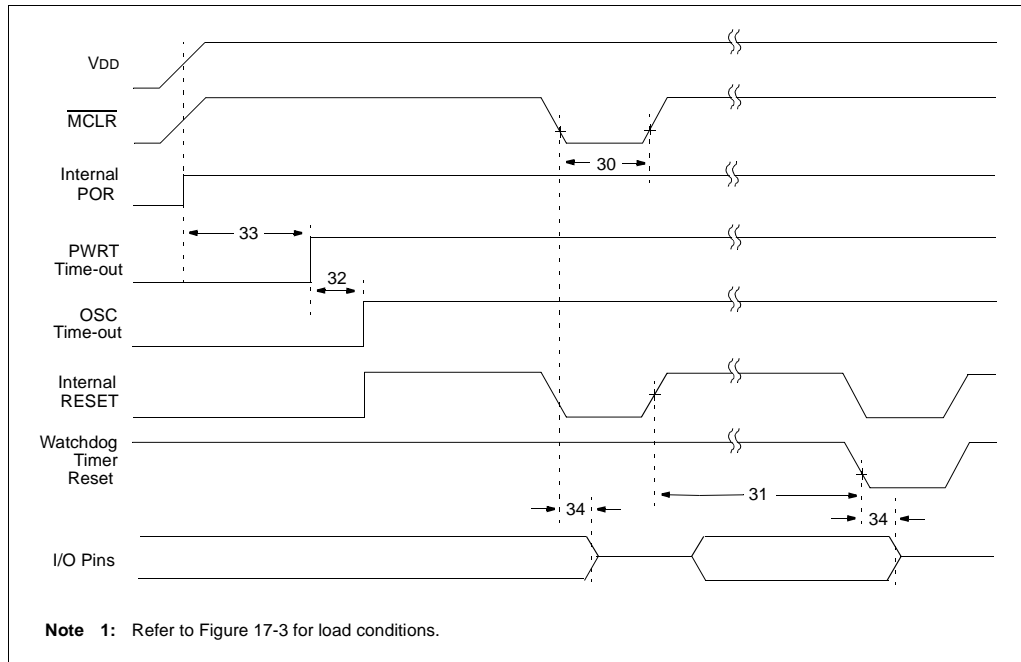 VDD
MCLR
30
Internal
POR
33
PWRT
Time-out
32
OSC
Time-out
Internal
RESET
Watchdog
Timer
Reset
31
34
34
I/O Pins
Note 1: Refer to Figure 17-3 for load conditions.